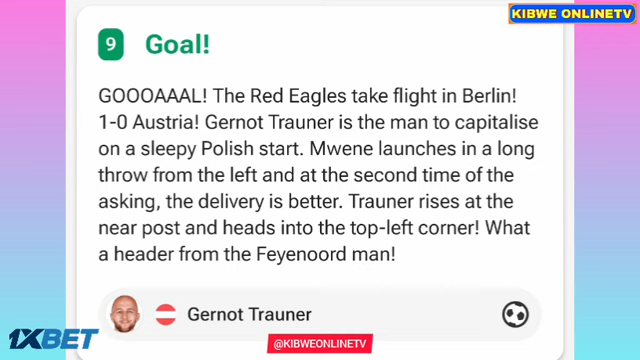 KIBWE ONLINETV
9 Goal!
GOOOAAAL! The Red Eagles take flight in Berlin!
1-0 Austria! Gernot Trauner is the man to capitalise
on a sleepy Polish start. Mwene launches in a long
throw from the left and at the second time of the
asking, the delivery is better. Trauner rises at the
near post and heads into the top-left corner! What
a header from the Feyenoord man!
Gernot Trauner
1XBET
@KIBWEONLINETV